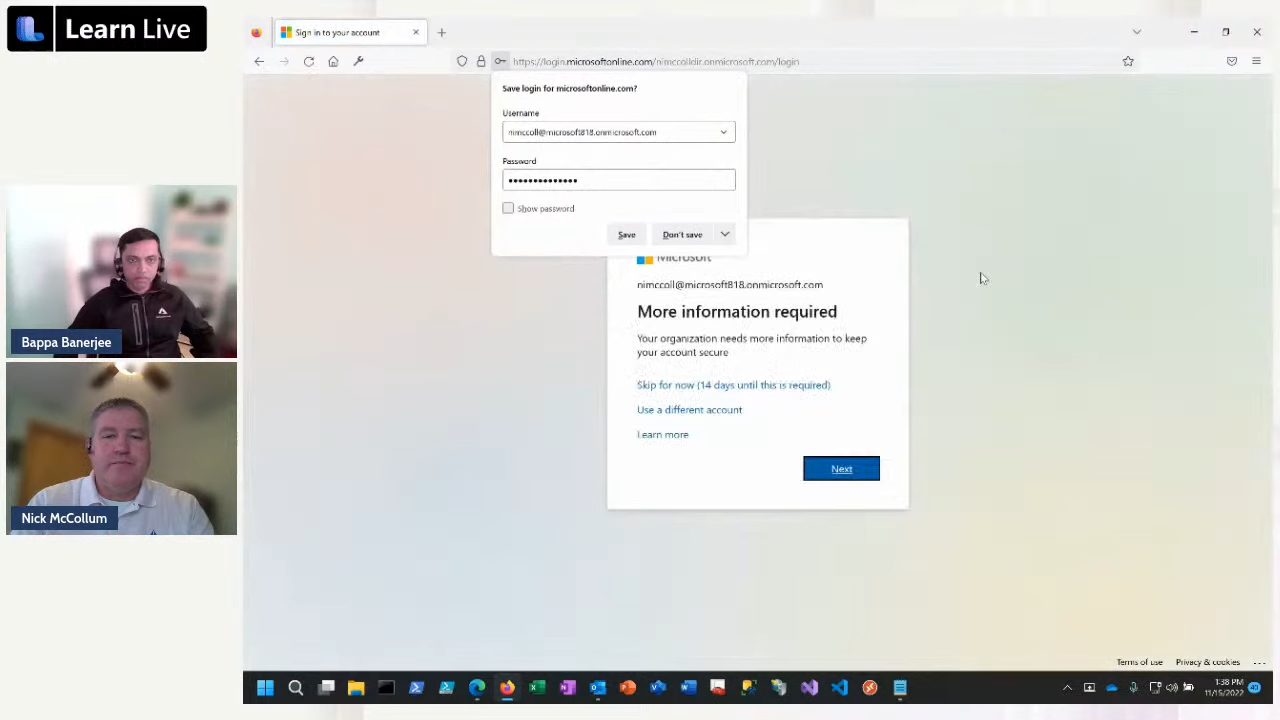 Learn Live
Sign in to your account
https://login.microsoftonline.com/nimccolldir.onmicrosoft.com/login
Save login for microsoftonline.com?
Username
nimccoll@microsoft818.onmicrosoft.com
Password
Show password
Save
Don't save
Microsoft
nimccoll@microsoft818.onmicrosoft.com
More information required
Your organization needs more information to keep
your account secure
Skip for now (14 days until this is required)
Use a different account
Learn more
Next
Bappa Banerjee
Nick McCollum
Terms of use
Privacy & cookies
...
1:38 PM
11/15/2022